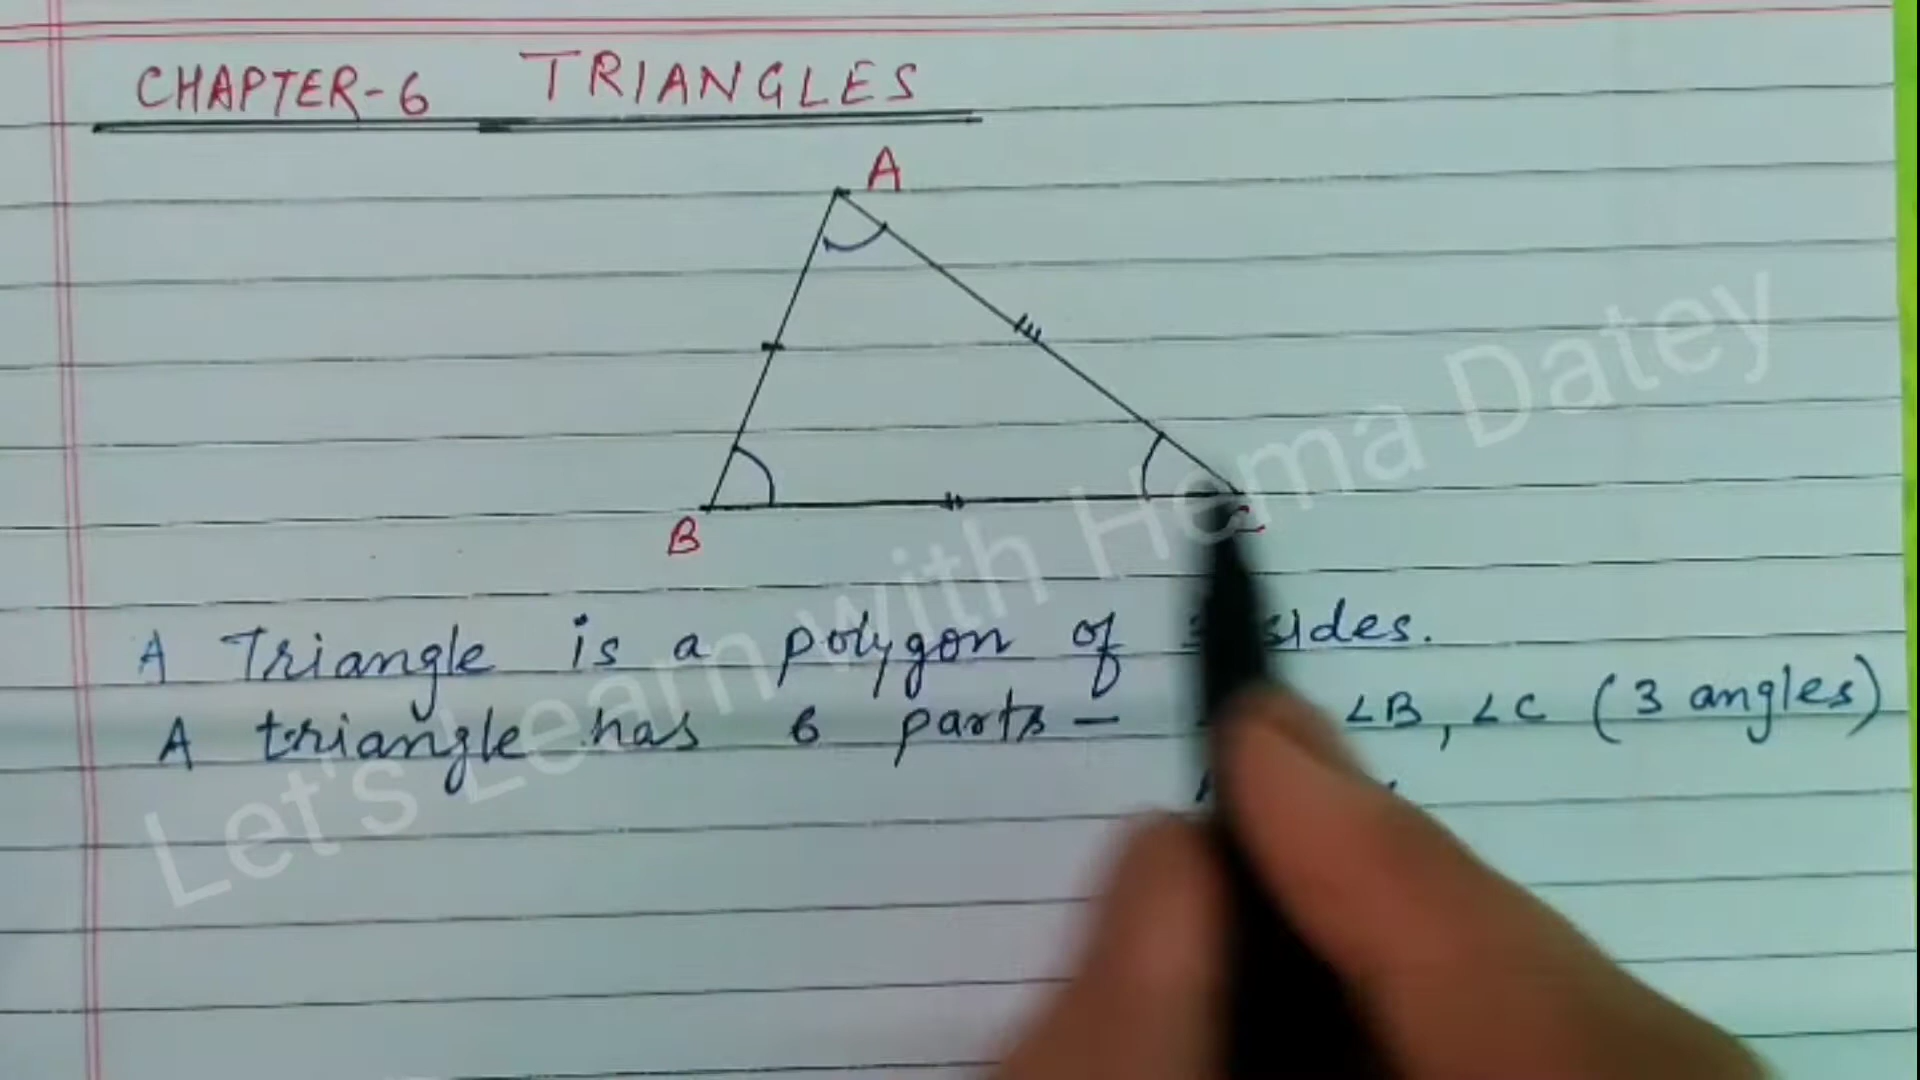 CHAPTER-6 TRIANGLES
A
B
C
A Triangle is a polygon of 3 sides.
A triangle has 6 parts – ∠B, ∠C (3 angles)
Let's Learn with Hema Datey